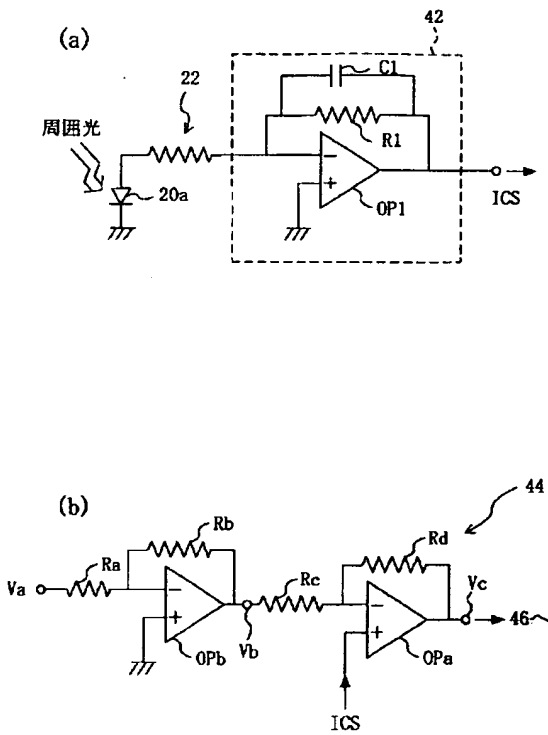 (a)
42
C1
22
R1
周囲光
20a
OP1
ICS
(b)
44
Rb
Rd
Ra
Rc
Vc
Va
46
Vb
OPb
OPa
ICS